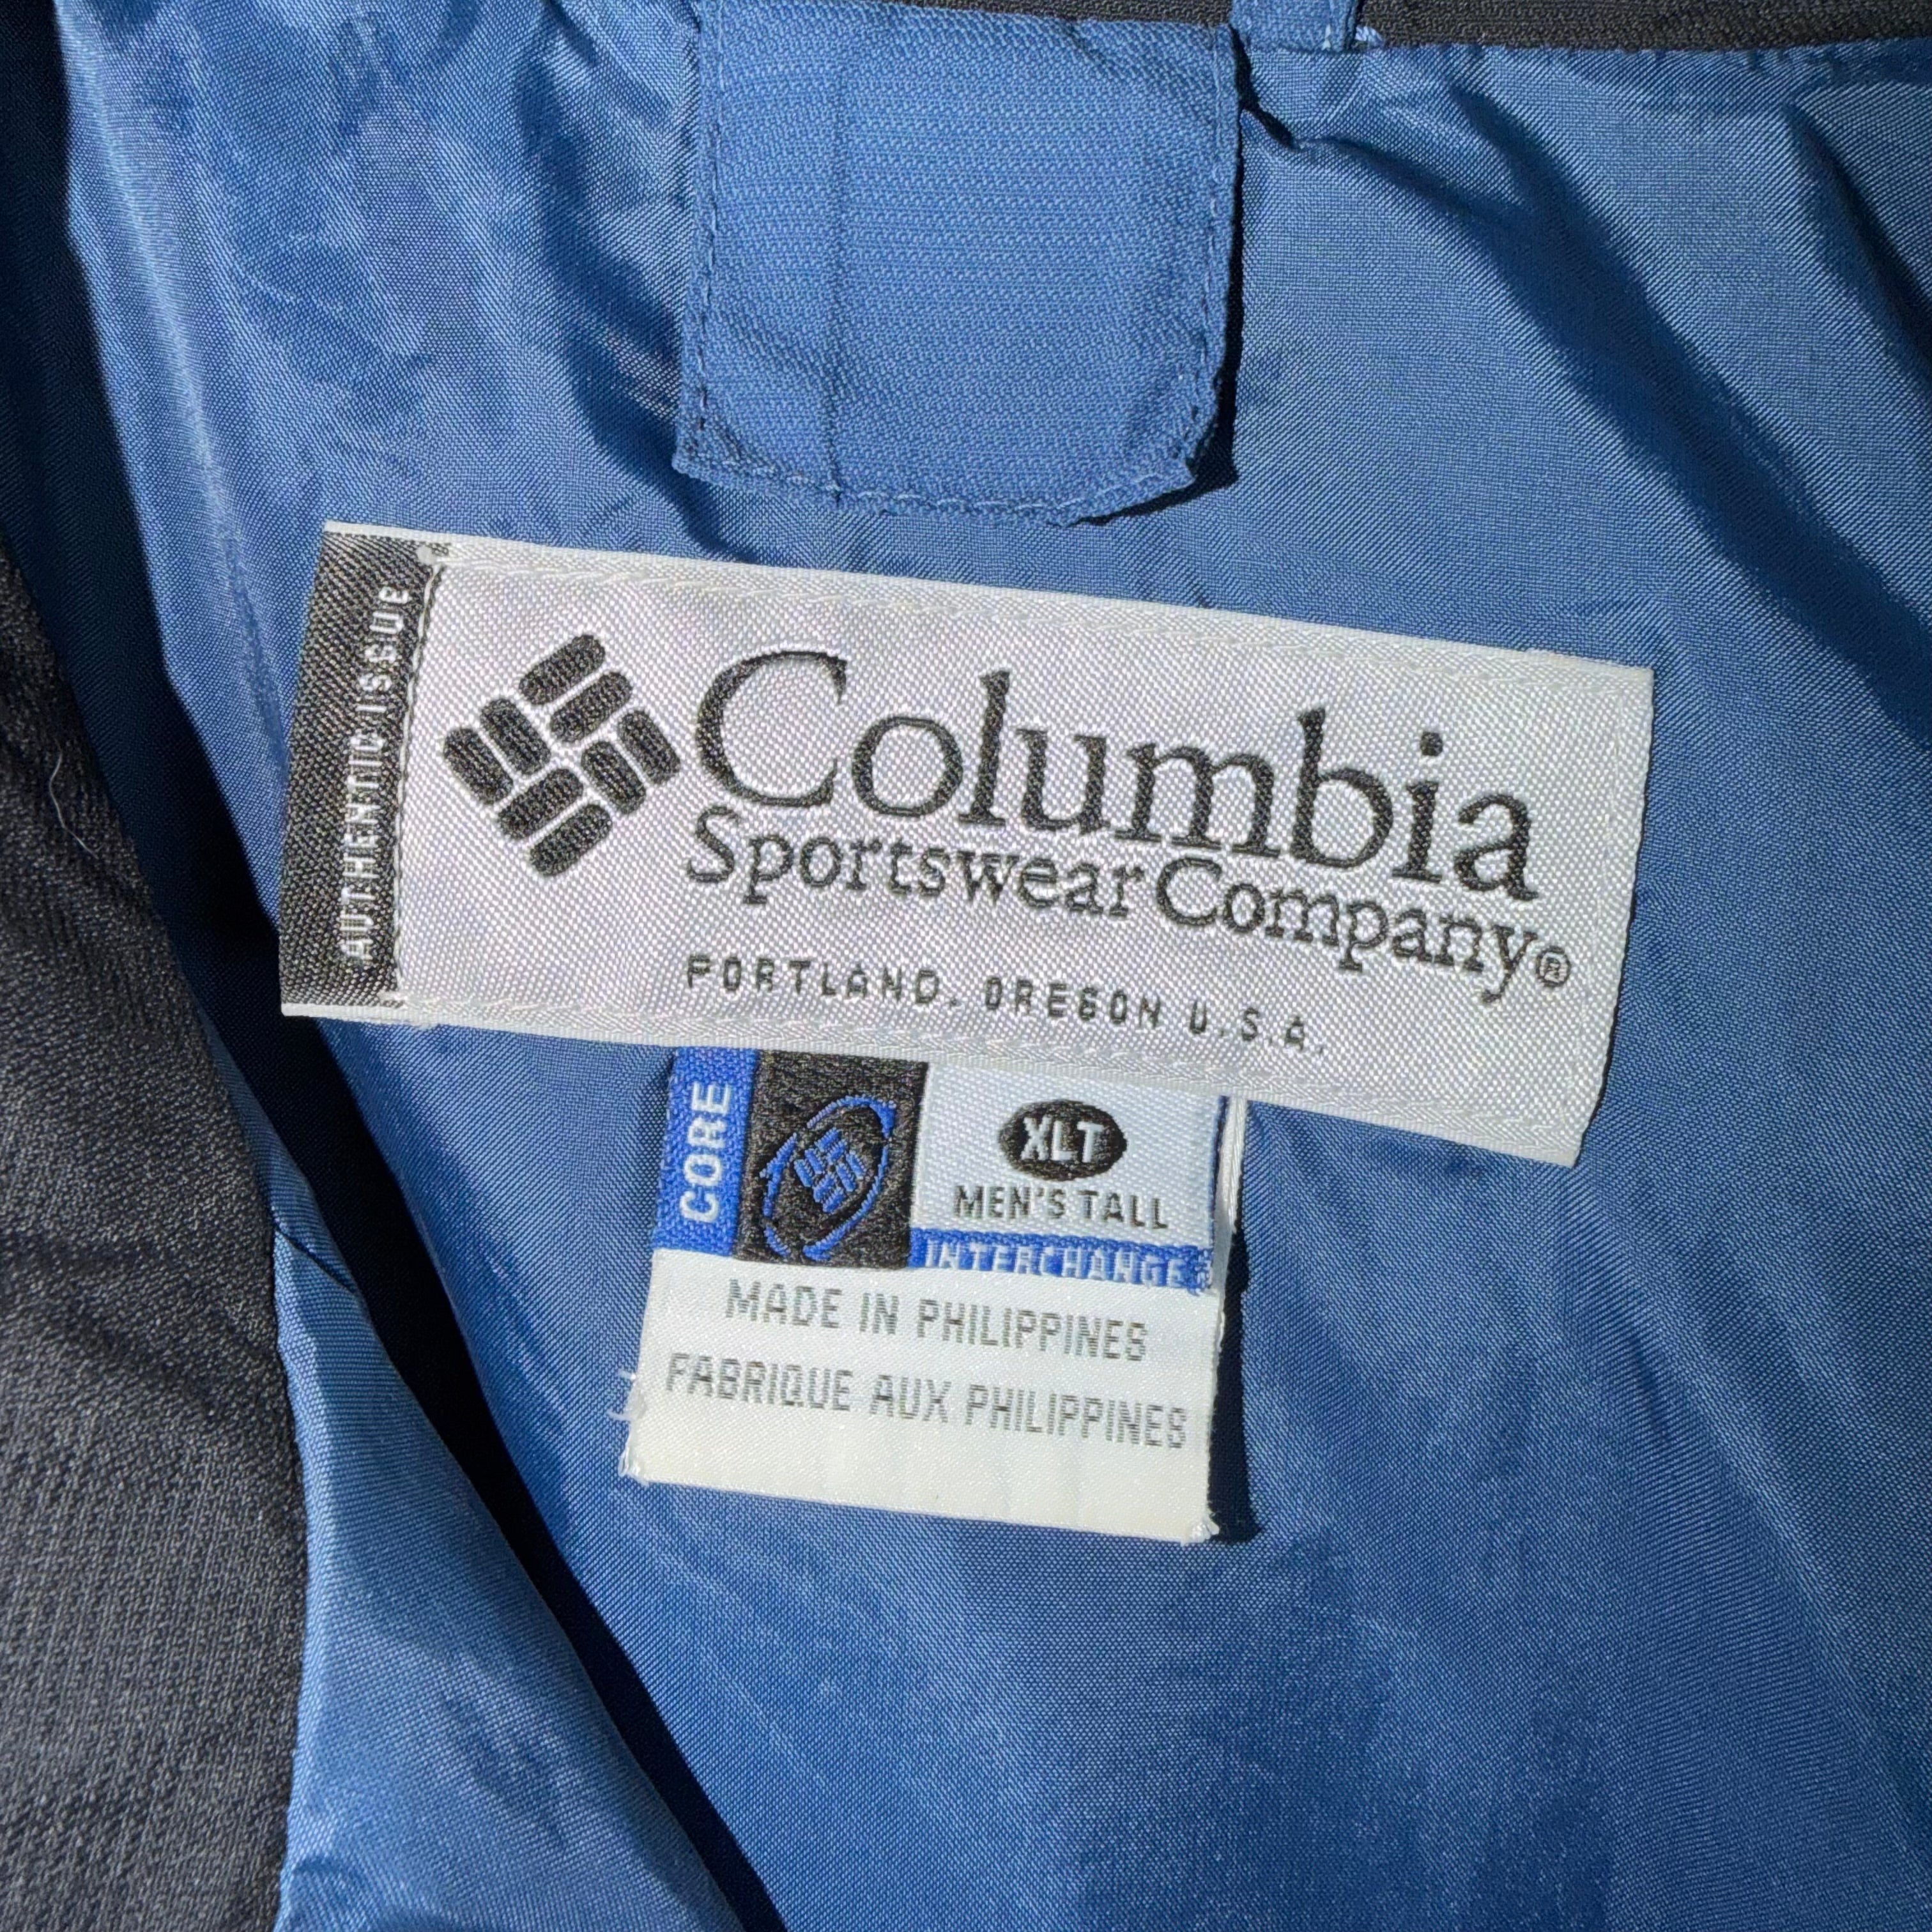 AUTHENTIC ISSUE
Columbia
Sportswear Company®
PORTLAND, OREGON U.S.A.
CORE
XLT
MEN'S TALL
INTERCHANGE
MADE IN PHILIPPINES
FABRIQUE AUX PHILIPPINES